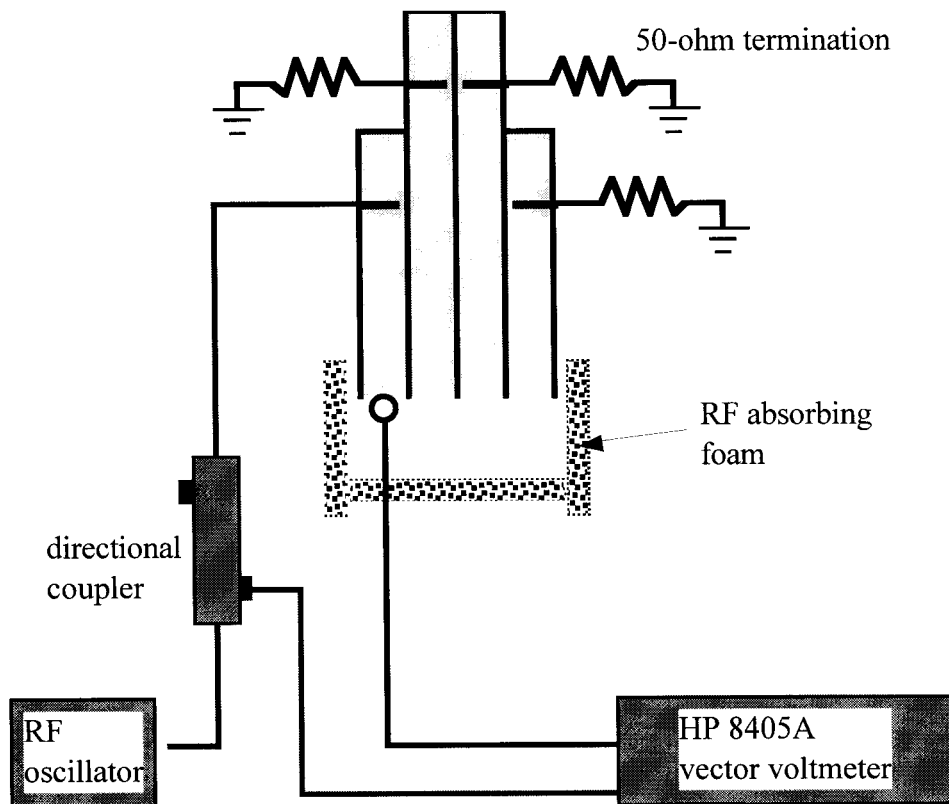 50-ohm termination
RF absorbing
foam
directional
coupler
RF
oscillator
HP 8405A
vector voltmeter